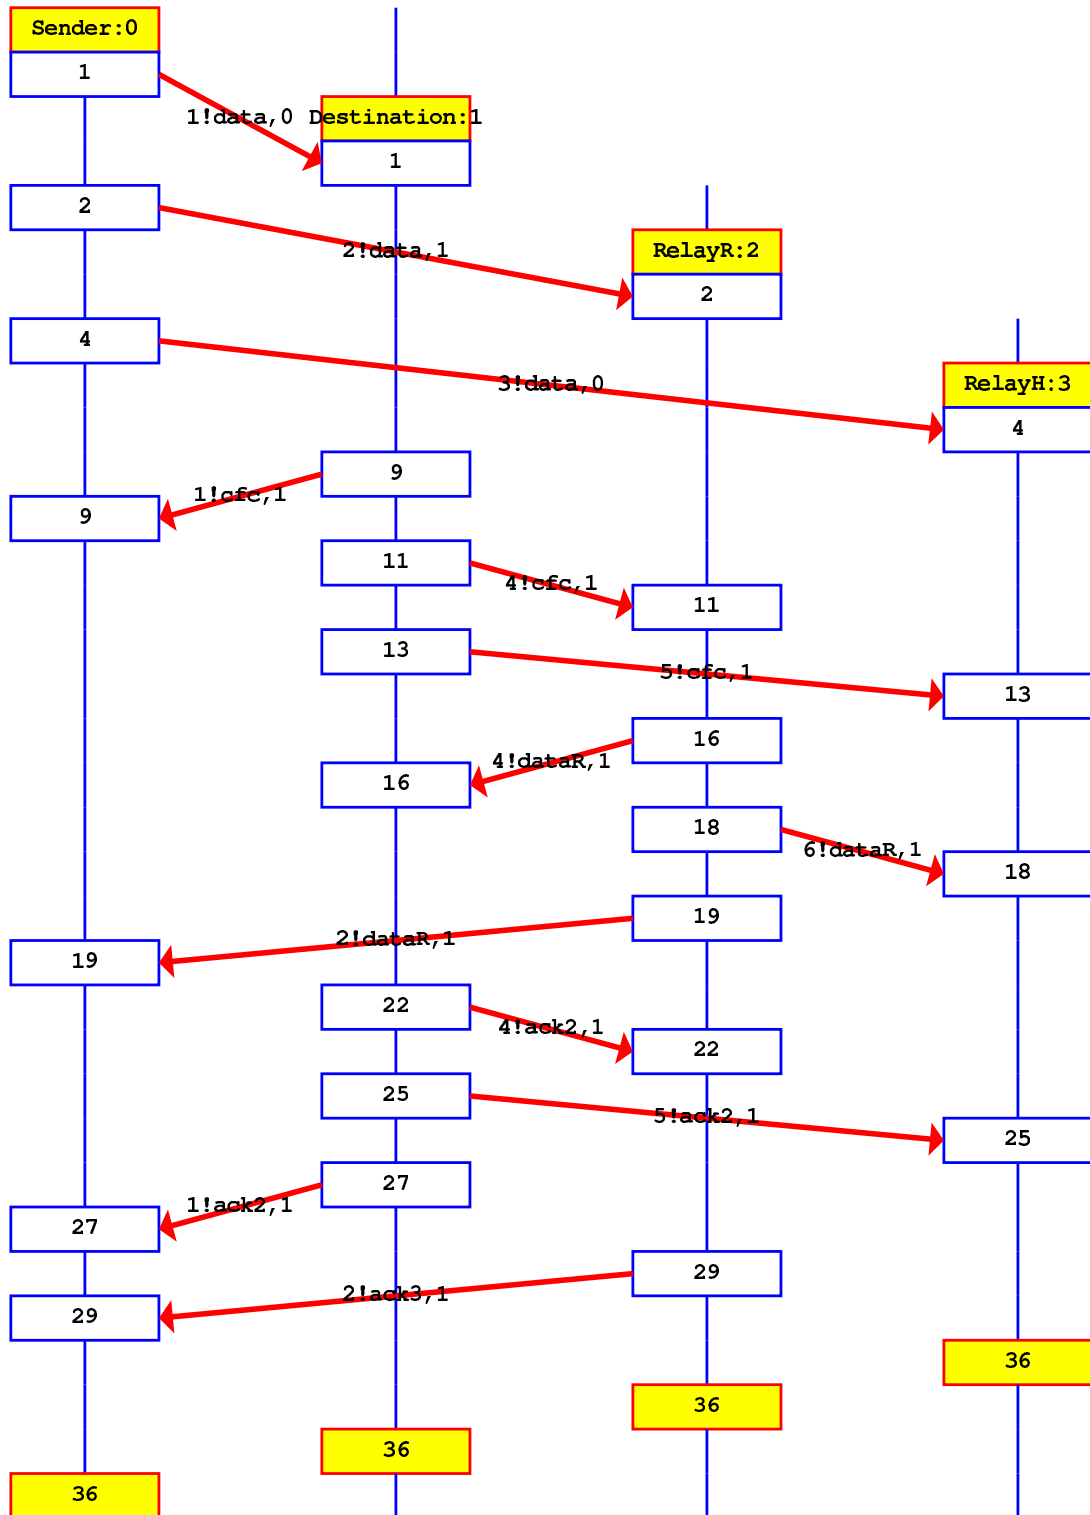 Sender:0
1
1!data,0 Destination:1
1
2
2!data,1 RelayR:2
2
4
3!data,0 RelayH:3
4
9
1!cfc,1
9
11
4!cfc,1
11
13
5!cfc,1
13
16
4!dataR,1
16
18
6!dataR,1
18
19
2!dataR,1
19
22
4!ack2,1
22
25
5!ack2,1
25
27
1!ack2,1
27
29
2!ack3,1
29
36
36
36
36